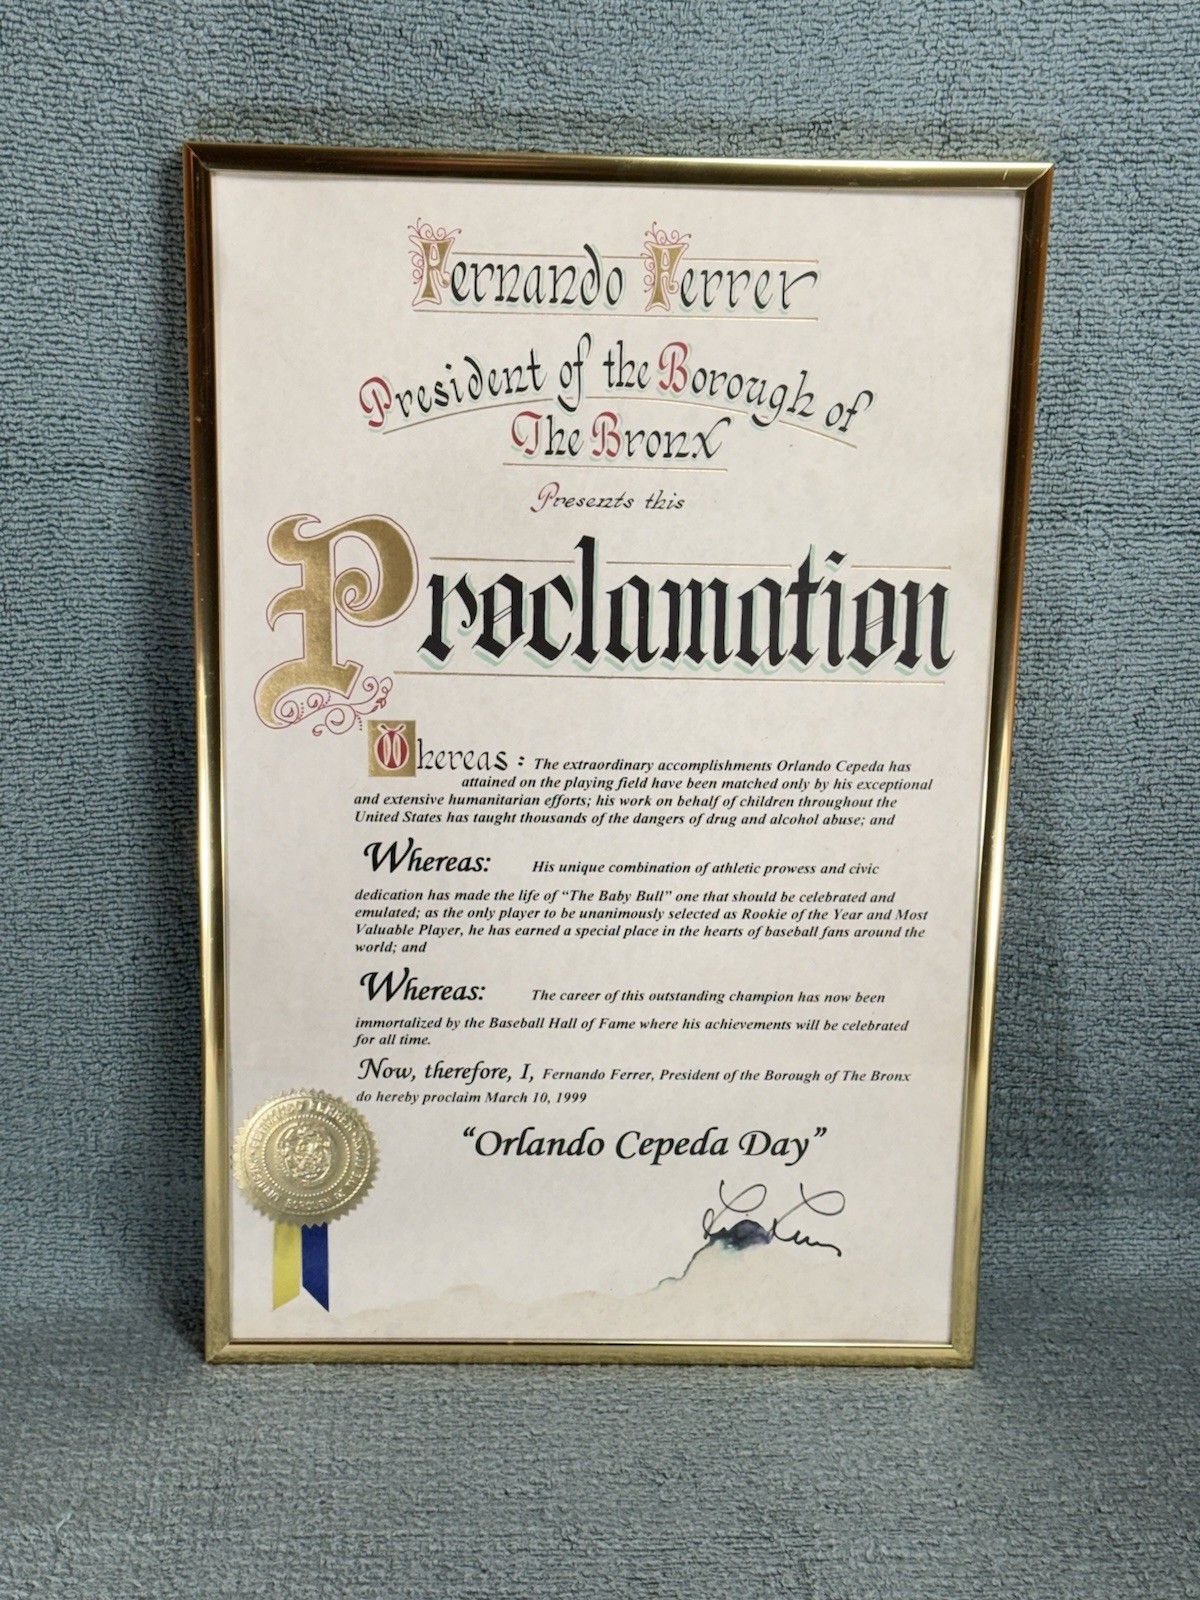 Fernando Ferrer
President of the Borough of
The Bronx
Presents this
Proclamation
Whereas: The extraordinary accomplishments Orlando Cepeda has
attained on the playing field have been matched only by his exceptional
and extensive humanitarian efforts; his work on behalf of children throughout the
United States has taught thousands of the dangers of drug and alcohol abuse; and
Whereas: His unique combination of athletic prowess and civic
dedication has made the life of “The Baby Bull” one that should be celebrated and
emulated; as the only player to be unanimously selected as Rookie of the Year and Most
Valuable Player, he has earned a special place in the hearts of baseball fans around the
world; and
Whereas: The career of this outstanding champion has now been
immortalized by the Baseball Hall of Fame where his achievements will be celebrated
for all time.
Now, therefore, I, Fernando Ferrer, President of the Borough of The Bronx
do hereby proclaim March 10, 1999
“Orlando Cepeda Day”
FERNANDO FERRER
BOROUGH OF THE BRONX